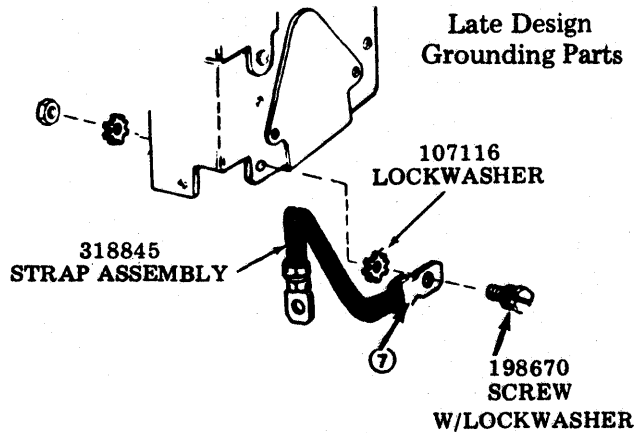 Late Design
Grounding Parts
107116
LOCKWASHER
318845
STRAP ASSEMBLY
7
198670
SCREW
W/LOCKWASHER